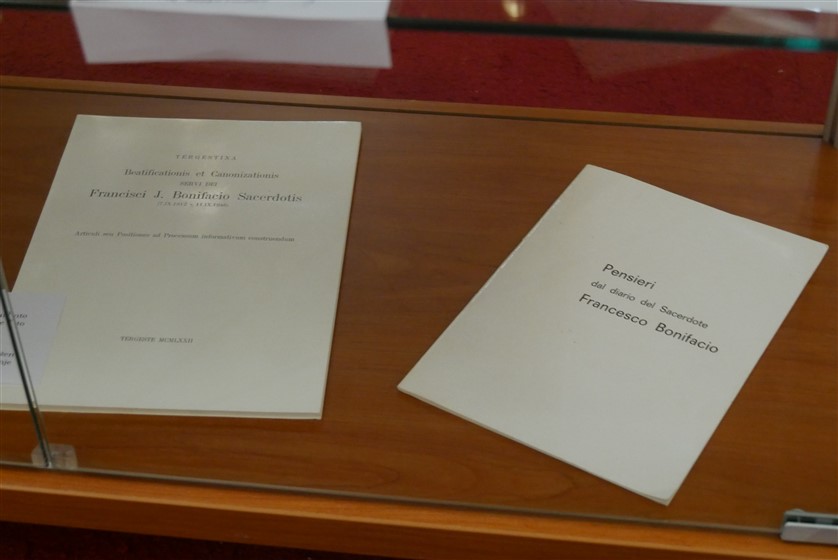 TERGESTINA
Beatificationis et Canonizationis
SERVI DEI
Francisci J. Bonifacio Sacerdotis
Articuli seu Positiones ad Processum informativum construendum
TERGESTE
Pensieri
dal diario del Sacerdote
Francesco Bonifacio